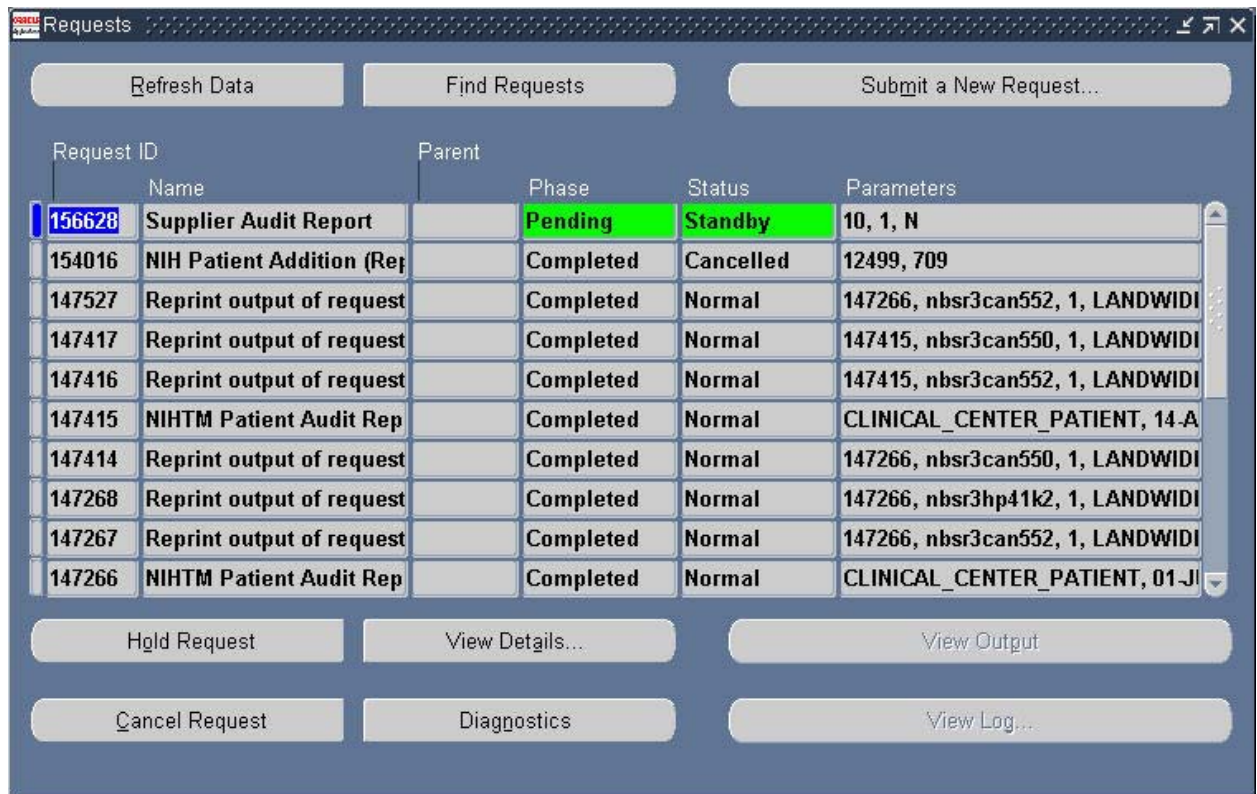 ORACLE Applications Requests
Refresh Data Find Requests Submit a New Request...
Request ID Parent
Name Phase Status Parameters
156628 Supplier Audit Report Pending Standby 10, 1, N
154016 NIH Patient Addition (Rep Completed Cancelled 12499, 709
147527 Reprint output of request Completed Normal 147266, nbsr3can552, 1, LANDWIDI
147417 Reprint output of request Completed Normal 147415, nbsr3can550, 1, LANDWIDI
147416 Reprint output of request Completed Normal 147415, nbsr3can552, 1, LANDWIDI
147415 NIHTM Patient Audit Rep Completed Normal CLINICAL_CENTER_PATIENT, 14-A
147414 Reprint output of request Completed Normal 147266, nbsr3can550, 1, LANDWIDI
147268 Reprint output of request Completed Normal 147266, nbsr3hp41k2, 1, LANDWIDI
147267 Reprint output of request Completed Normal 147266, nbsr3can552, 1, LANDWIDI
147266 NIHTM Patient Audit Rep Completed Normal CLINICAL_CENTER_PATIENT, 01-JU
Hold Request View Details... View Output
Cancel Request Diagnostics View Log...